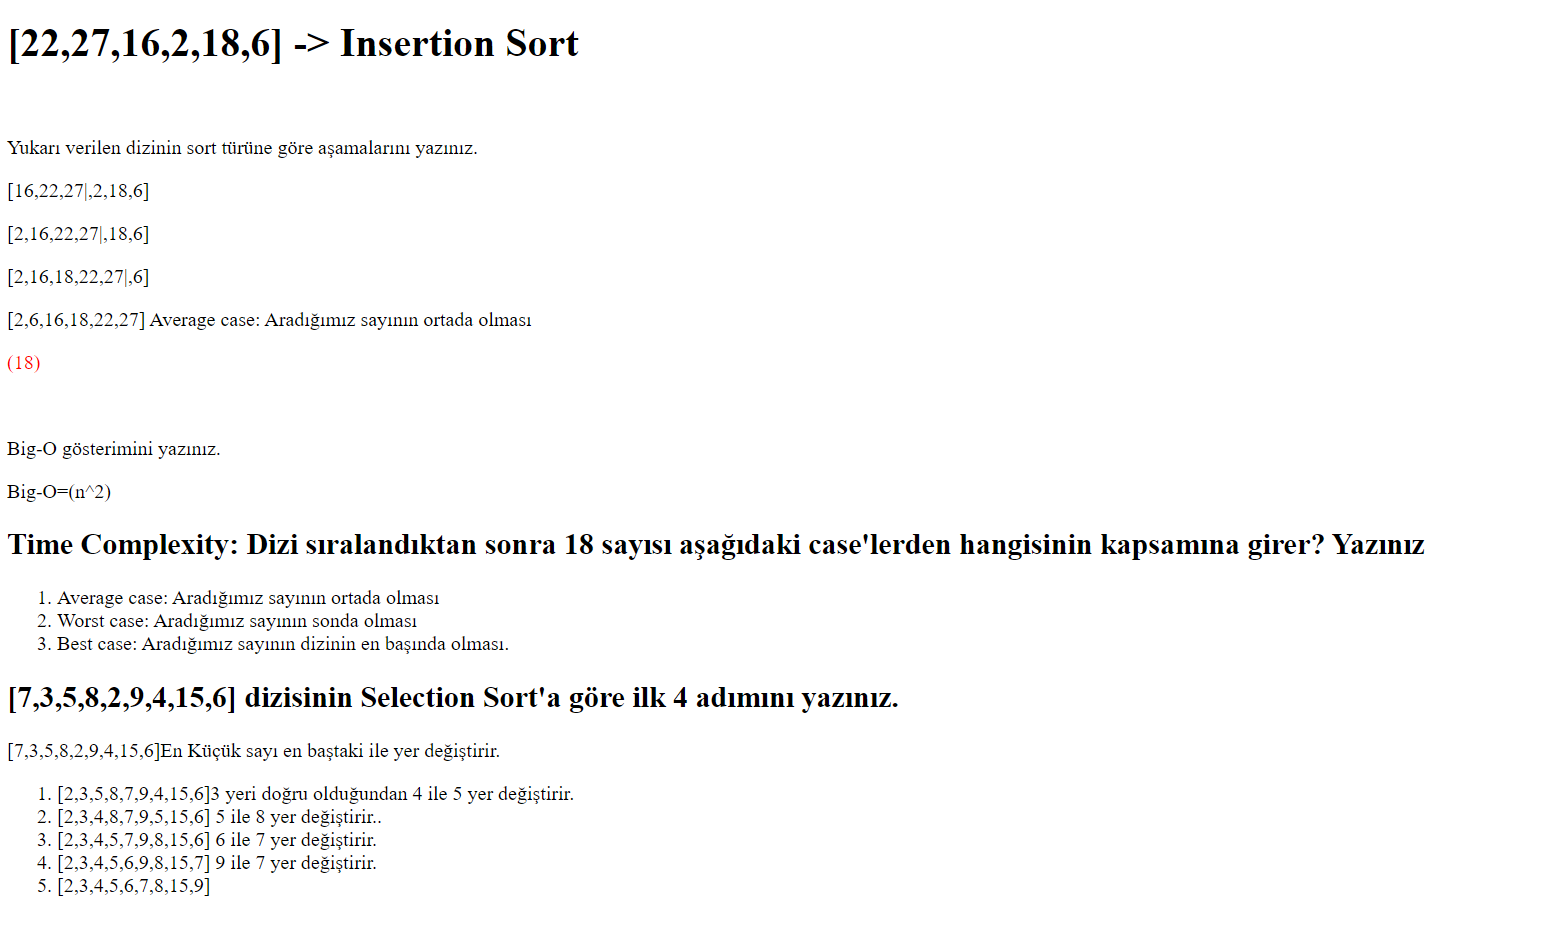 [22,27,16,2,18,6] -> Insertion Sort
Yukarı verilen dizinin sort türüne göre aşamalarını yazınız.
[16,22,27|,2,18,6]
[2,16,22,27|,18,6]
[2,16,18,22,27|,6]
[2,6,16,18,22,27] Average case: Aradığımız sayının ortada olması
(18)
Big-O gösterimini yazınız.
Big-O=(n^2)
Time Complexity: Dizi sıralandıktan sonra 18 sayısı aşağıdaki case'lerden hangisinin kapsamına girer? Yazınız
1. Average case: Aradığımız sayının ortada olması
2. Worst case: Aradığımız sayının sonda olması
3. Best case: Aradığımız sayının dizinin en başında olması.
[7,3,5,8,2,9,4,15,6] dizisinin Selection Sort'a göre ilk 4 adımını yazınız.
[7,3,5,8,2,9,4,15,6]En Küçük sayı en baştaki ile yer değiştirir.
1. [2,3,5,8,7,9,4,15,6]3 yeri doğru olduğundan 4 ile 5 yer değiştirir.
2. [2,3,4,8,7,9,5,15,6] 5 ile 8 yer değiştirir..
3. [2,3,4,5,7,9,8,15,6] 6 ile 7 yer değiştirir.
4. [2,3,4,5,6,9,8,15,7] 9 ile 7 yer değiştirir.
5. [2,3,4,5,6,7,8,15,9]